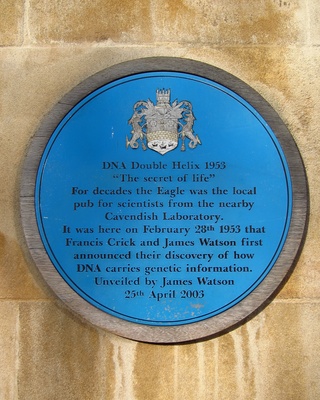 DNA Double Helix 1953
"The secret of life"
For decades the Eagle was the local
pub for scientists from the nearby
Cavendish Laboratory.
It was here on February 28th 1953 that
Francis Crick and James Watson first
announced their discovery of how
DNA carries genetic information.
Unveiled by James Watson
25th April 2003